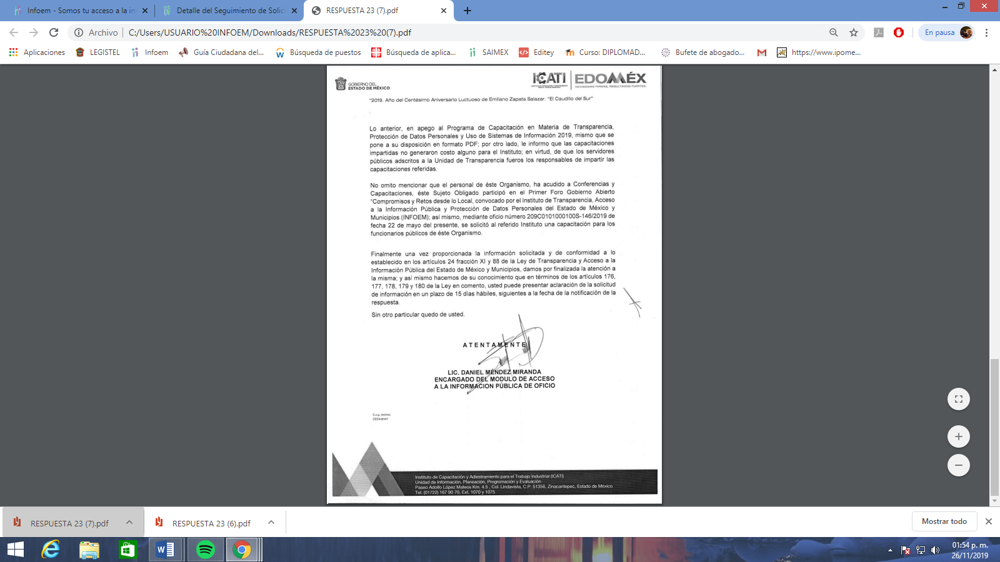 Infoem - Somos tu acceso a la in
Detalle del Seguimiento de Solici
RESPUESTA 23 (7).pdf
Archivo
C:/Users/USUARIO%20INFOEM/Downloads/RESPUESTA%2023%20(7).pdf
En pausa
Aplicaciones
LEGISTEL
Infoem
Guía Ciudadana del...
Búsqueda de puestos
Búsqueda de aplica...
SAIMEX
Editey
Curso: DIPLOMAD...
Bufete de abogado...
https://www.ipome...
GOBIERNO DEL
ESTADO DE MÉXICO
ICATI
EDOMÉX
DECISIONES FIRMES, RESULTADOS FUERTES.
"2019. Año del Centésimo Aniversario Luctuoso de Emiliano Zapata Salazar. "El Caudillo del Sur"
Lo anterior, en apego al Programa de Capacitación en Materia de Transparencia,
Protección de Datos Personales y Uso de Sistemas de Información 2019, mismo que se
pone a su disposición en formato PDF; por otro lado, le informo que las capacitaciones
impartidas no generaron costo alguno para el Instituto; en virtud, de que los servidores
públicos adscritos a la Unidad de Transparencia fueros los responsables de impartir las
capacitaciones referidas.
No omito mencionar que el personal de éste Organismo, ha acudido a Conferencias y
Capacitaciones, éste Sujeto Obligado participó en el Primer Foro Gobierno Abierto
"Compromisos y Retos desde lo Local, convocado por el Instituto de Transparencia, Acceso
a la Información Pública y Protección de Datos Personales del Estado de México y
Municipios (INFOEM); así mismo, mediante oficio número 209C0101000100S-146/2019 de
fecha 22 de mayo del presente, se solicitó al referido Instituto una capacitación para los
funcionarios públicos de éste Organismo.
Finalmente una vez proporcionada la información solicitada y de conformidad a lo
establecido en los artículos 24 fracción XI y 88 de la Ley de Transparencia y Acceso a la
Información Pública del Estado de México y Municipios, damos por finalizada la atención a
la misma; y así mismo hacemos de su conocimiento que en términos de los artículos 176,
177, 178, 179 y 180 de la Ley en comento, usted puede presentar aclaración de la solicitud
de información en un plazo de 15 días hábiles, siguientes a la fecha de la notificación de la
respuesta.
Sin otro particular quedo de usted.
A T E N T A M E N T E
LIC. DANIEL MÉNDEZ MIRANDA
ENCARGADO DEL MODULO DE ACCESO
A LA INFORMACION PÚBLICA DE OFICIO
C.c.p. Archivo
Instituto de Capacitación y Adiestramiento para el Trabajo Industrial (ICATI)
Unidad de Información, Planeación, Programación y Evaluación
Paseo Adolfo López Mateos Km. 4.5 , Col. Lindavista, C.P. 51356, Zinacantepec, Estado de México
Tel. (01722) 167 90 70, Ext. 1070 y 1075
RESPUESTA 23 (7).pdf
RESPUESTA 23 (6).pdf
Mostrar todo
01:54 p. m.
26/11/2019